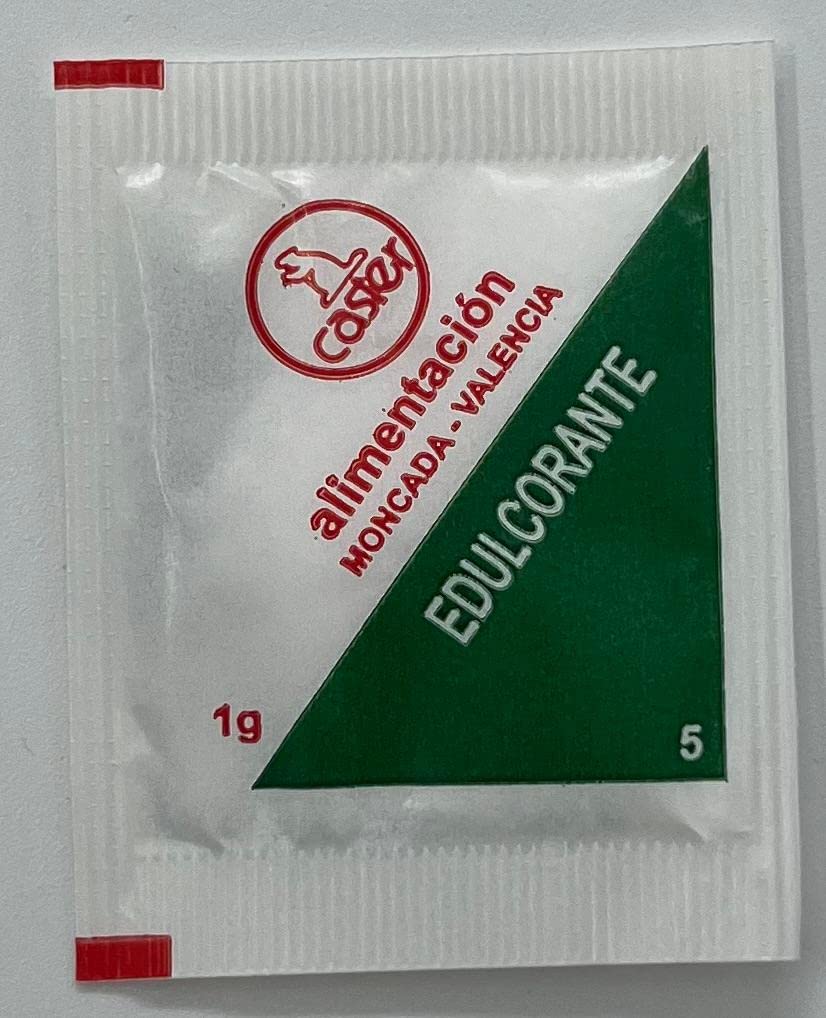 caster
alimentación
MONCADA - VALENCIA
EDULCORANTE
1g
5